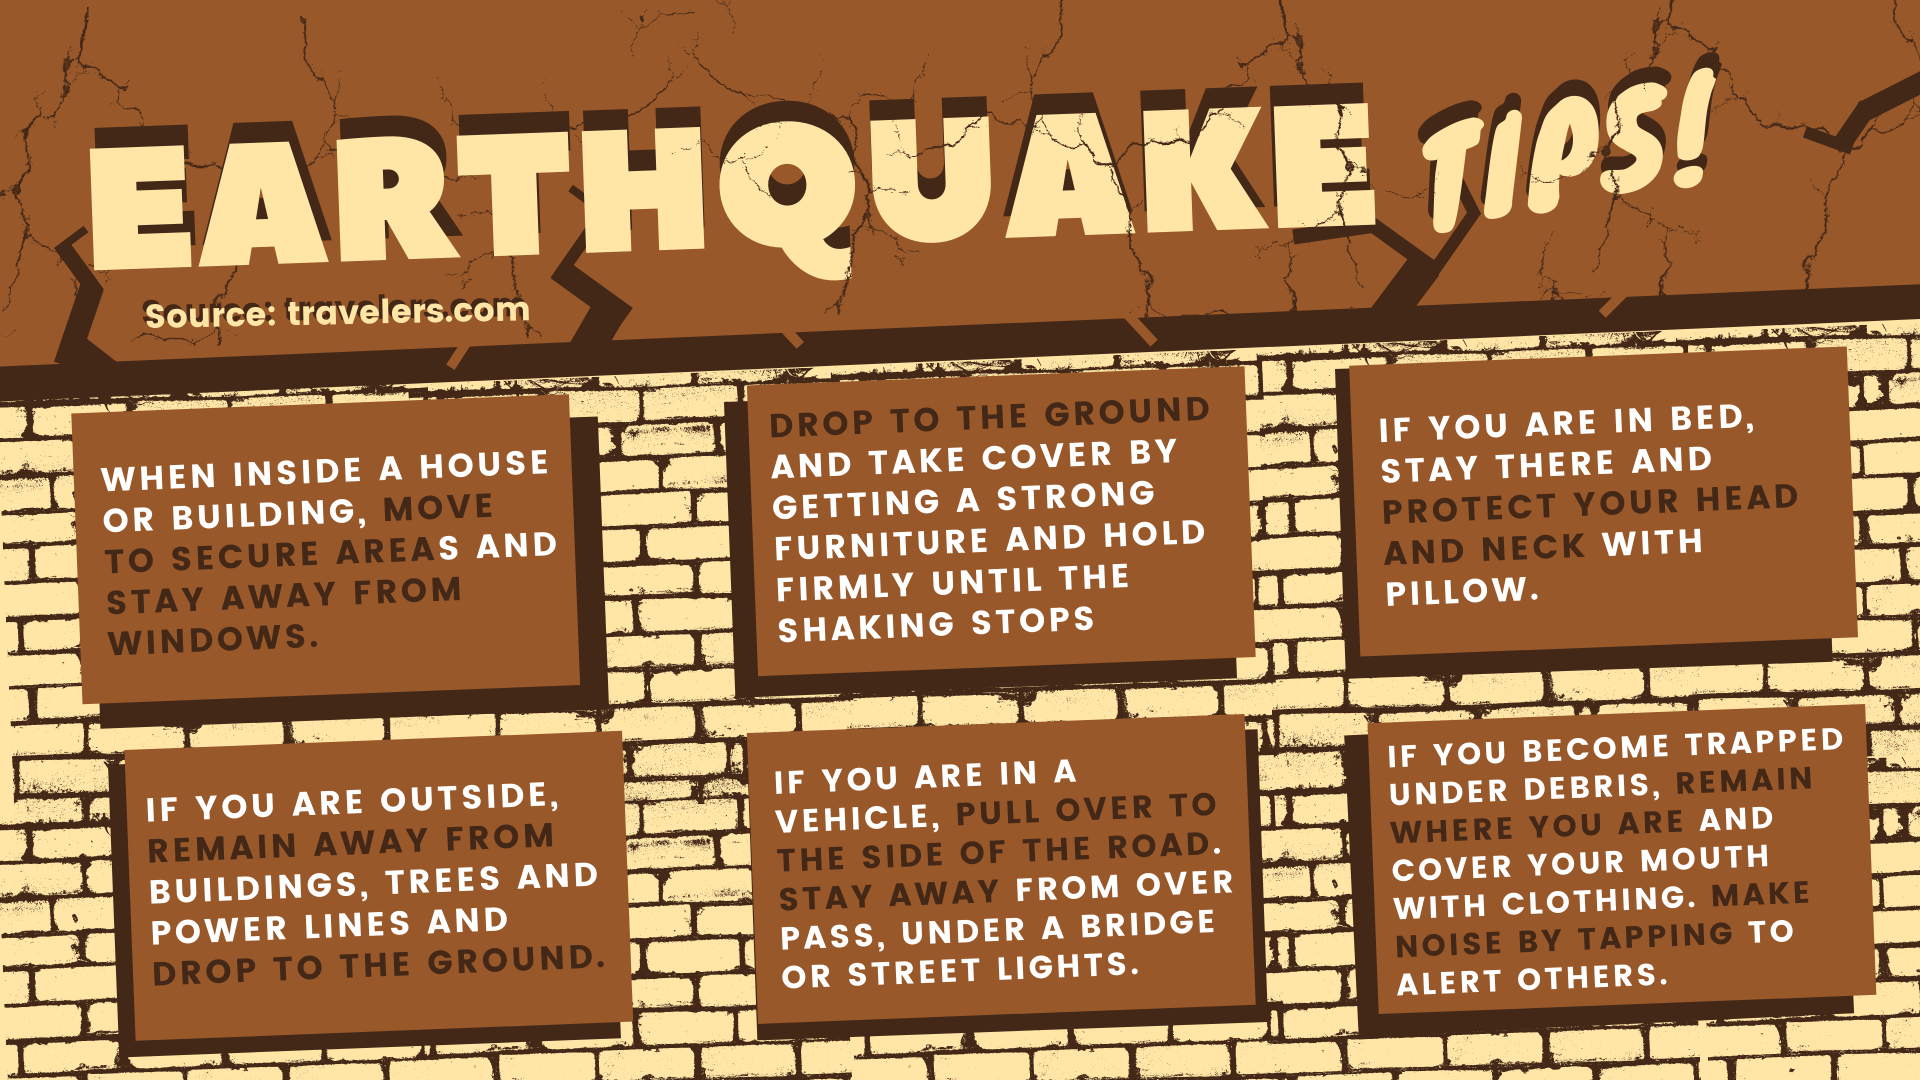 EARTHQUAKE TIPS!
Source: travelers.com
WHEN INSIDE A HOUSE
OR BUILDING, MOVE
TO SECURE AREAS AND
STAY AWAY FROM
WINDOWS.
DROP TO THE GROUND
AND TAKE COVER BY
GETTING A STRONG
FURNITURE AND HOLD
FIRMLY UNTIL THE
SHAKING STOPS
IF YOU ARE IN BED,
STAY THERE AND
PROTECT YOUR HEAD
AND NECK WITH
PILLOW.
IF YOU ARE OUTSIDE,
REMAIN AWAY FROM
BUILDINGS, TREES AND
POWER LINES AND
DROP TO THE GROUND.
IF YOU ARE IN A
VEHICLE, PULL OVER TO
THE SIDE OF THE ROAD.
STAY AWAY FROM OVER
PASS, UNDER A BRIDGE
OR STREET LIGHTS.
IF YOU BECOME TRAPPED
UNDER DEBRIS, REMAIN
WHERE YOU ARE AND
COVER YOUR MOUTH
WITH CLOTHING. MAKE
NOISE BY TAPPING TO
ALERT OTHERS.